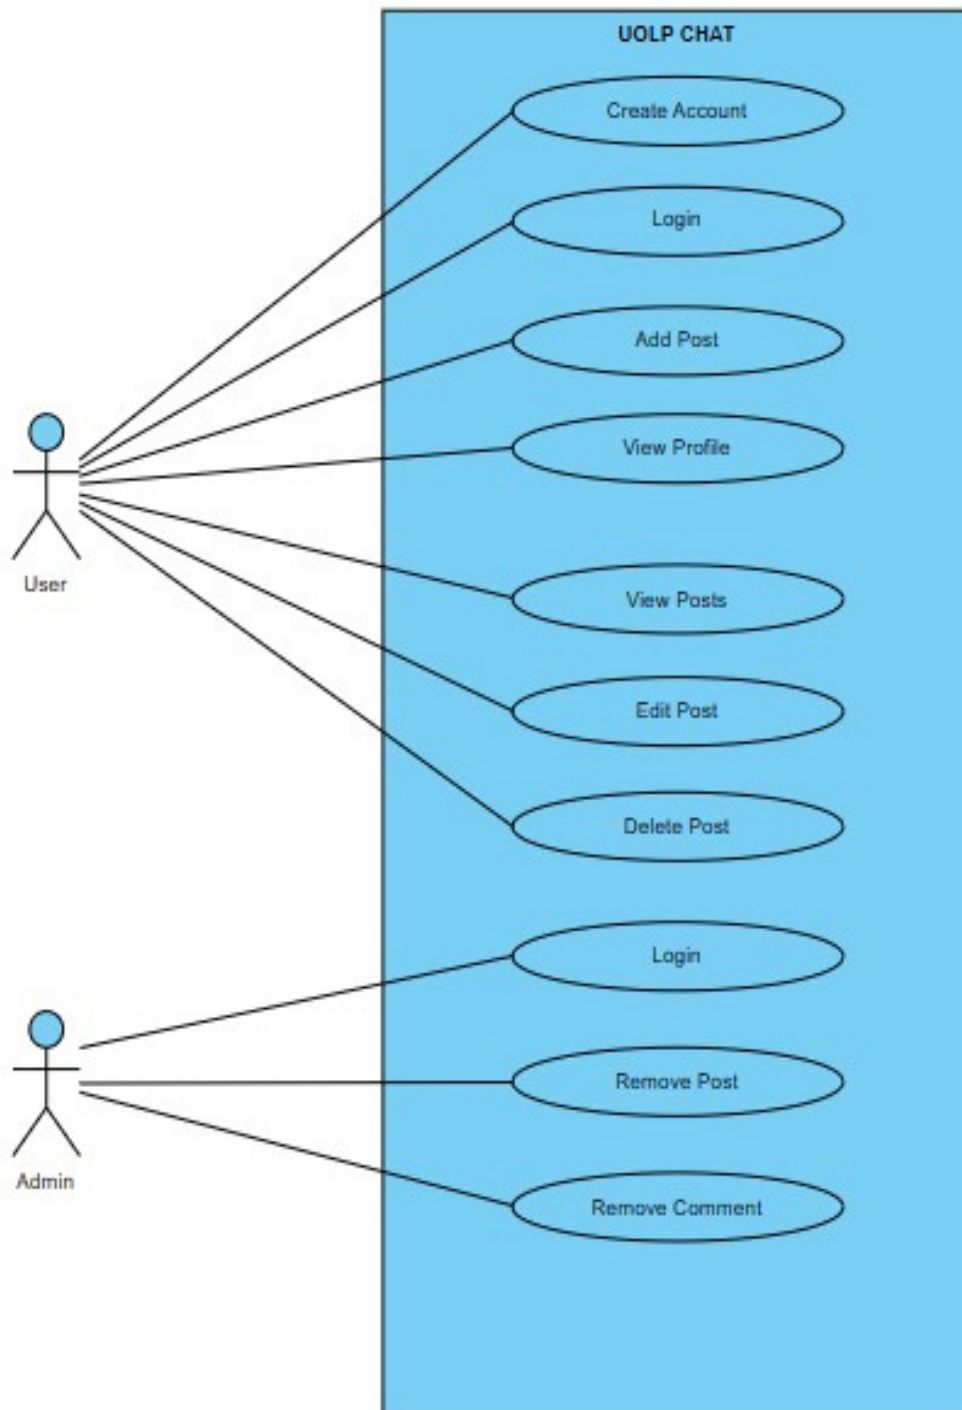 UOLP CHAT
Create Account
Login
Add Post
View Profile
User
View Posts
Edit Post
Delete Post
Login
Remove Post
Admin
Remove Comment